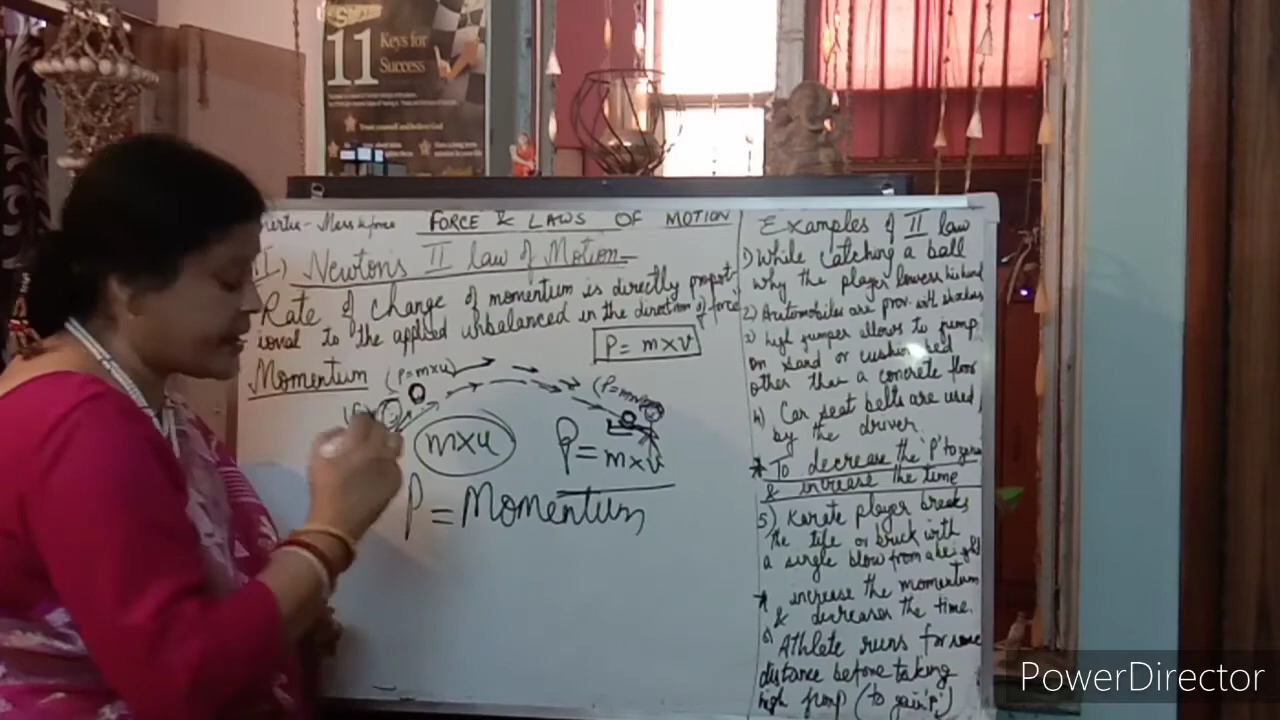 11 Keys for
Success
FORCE & LAWS OF MOTION
Newtons II law of Motion
Rate of change of momentum is directly propot-
ional to the applied unbalanced in the direction of force
P = m×v
Momentum
(P=m×u)
m×u
P = m×v
P = Momentum
Examples of II law
1) While catching a ball
why the player lowers his hand
2) Automobiles are prov. with shockers
3) high jumper allows to jump
on sand or cushion bed
other than a concrete floor
4) Car seat belts are used
by the driver.
* To decrease the 'P' to zero
& increase the time
5) Karate player breaks
the tile or brick with
a single blow from a height
* increase the momentum
& decreases the time.
6) Athlete runs for some
distance before taking
high jump (to gain 'P')
PowerDirector